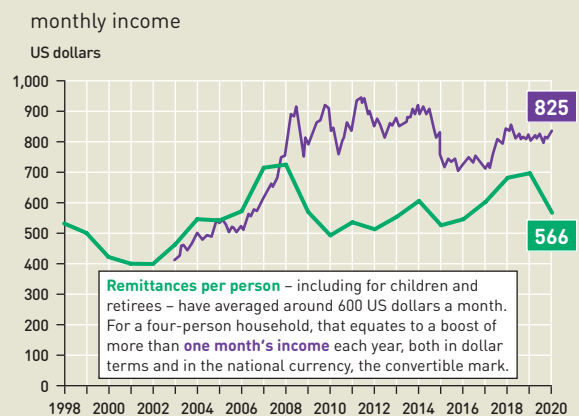 monthly income
US dollars
1,000
900
800
700
600
500
400
300
200
100
0
825
566
Remittances per person – including for children and
retirees – have averaged around 600 US dollars a month.
For a four-person household, that equates to a boost of
more than one month's income each year, both in dollar
terms and in the national currency, the convertible mark.
1998 2000 2002 2004 2006 2008 2010 2012 2014 2016 2018 2020